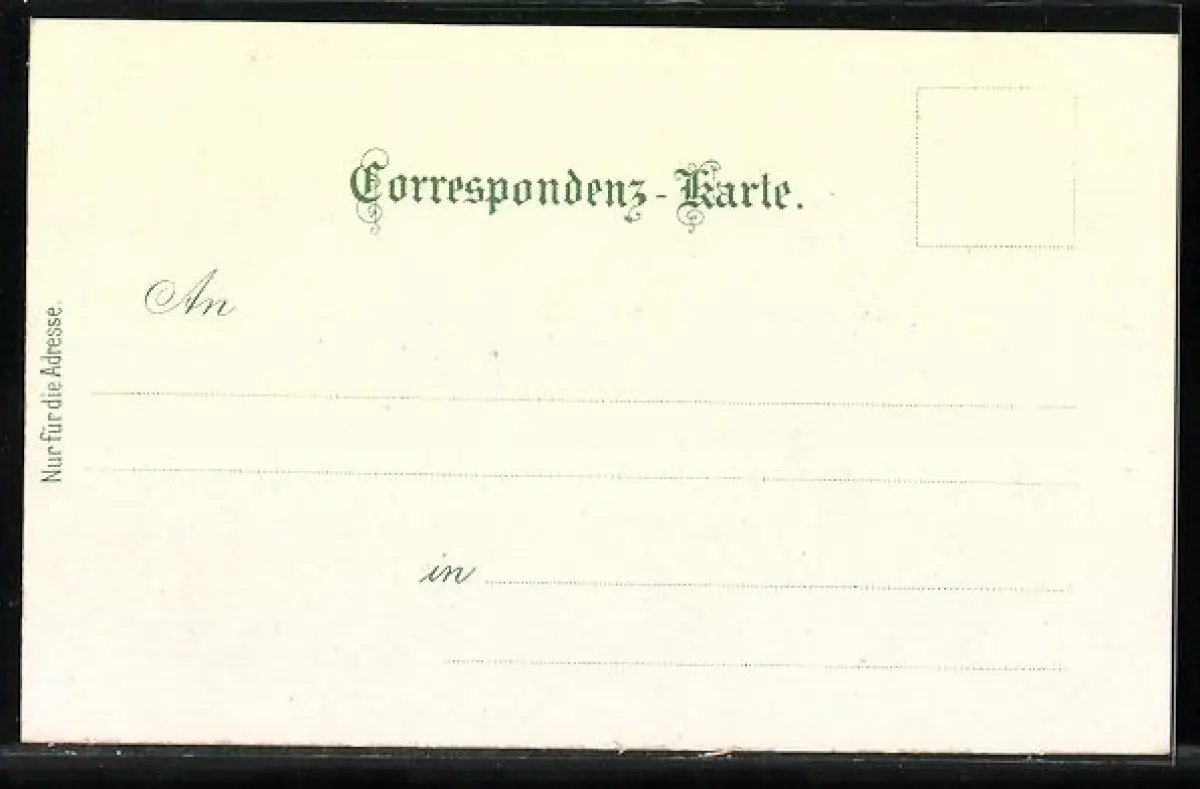 Correspondenz-Karte.
An
Nur für die Adresse.
in